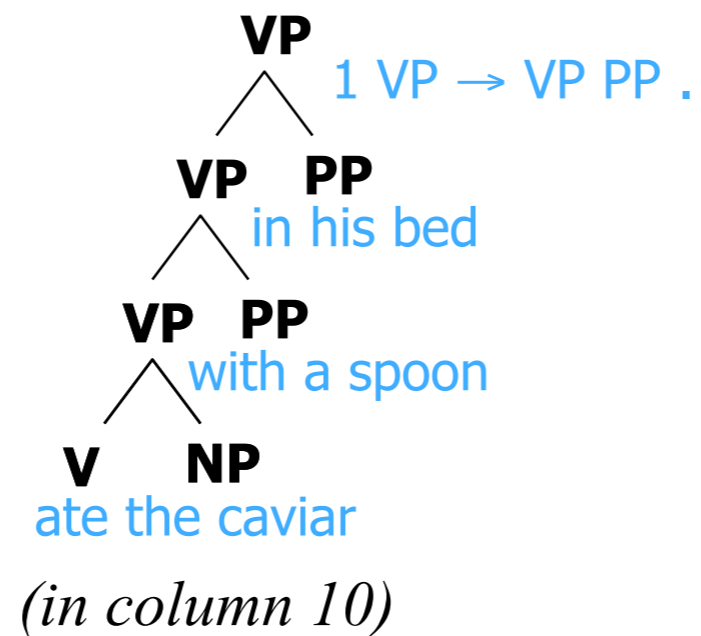 VP
1 VP → VP PP .
VP PP
in his bed
VP PP
with a spoon
V NP
ate the caviar
(in column 10)